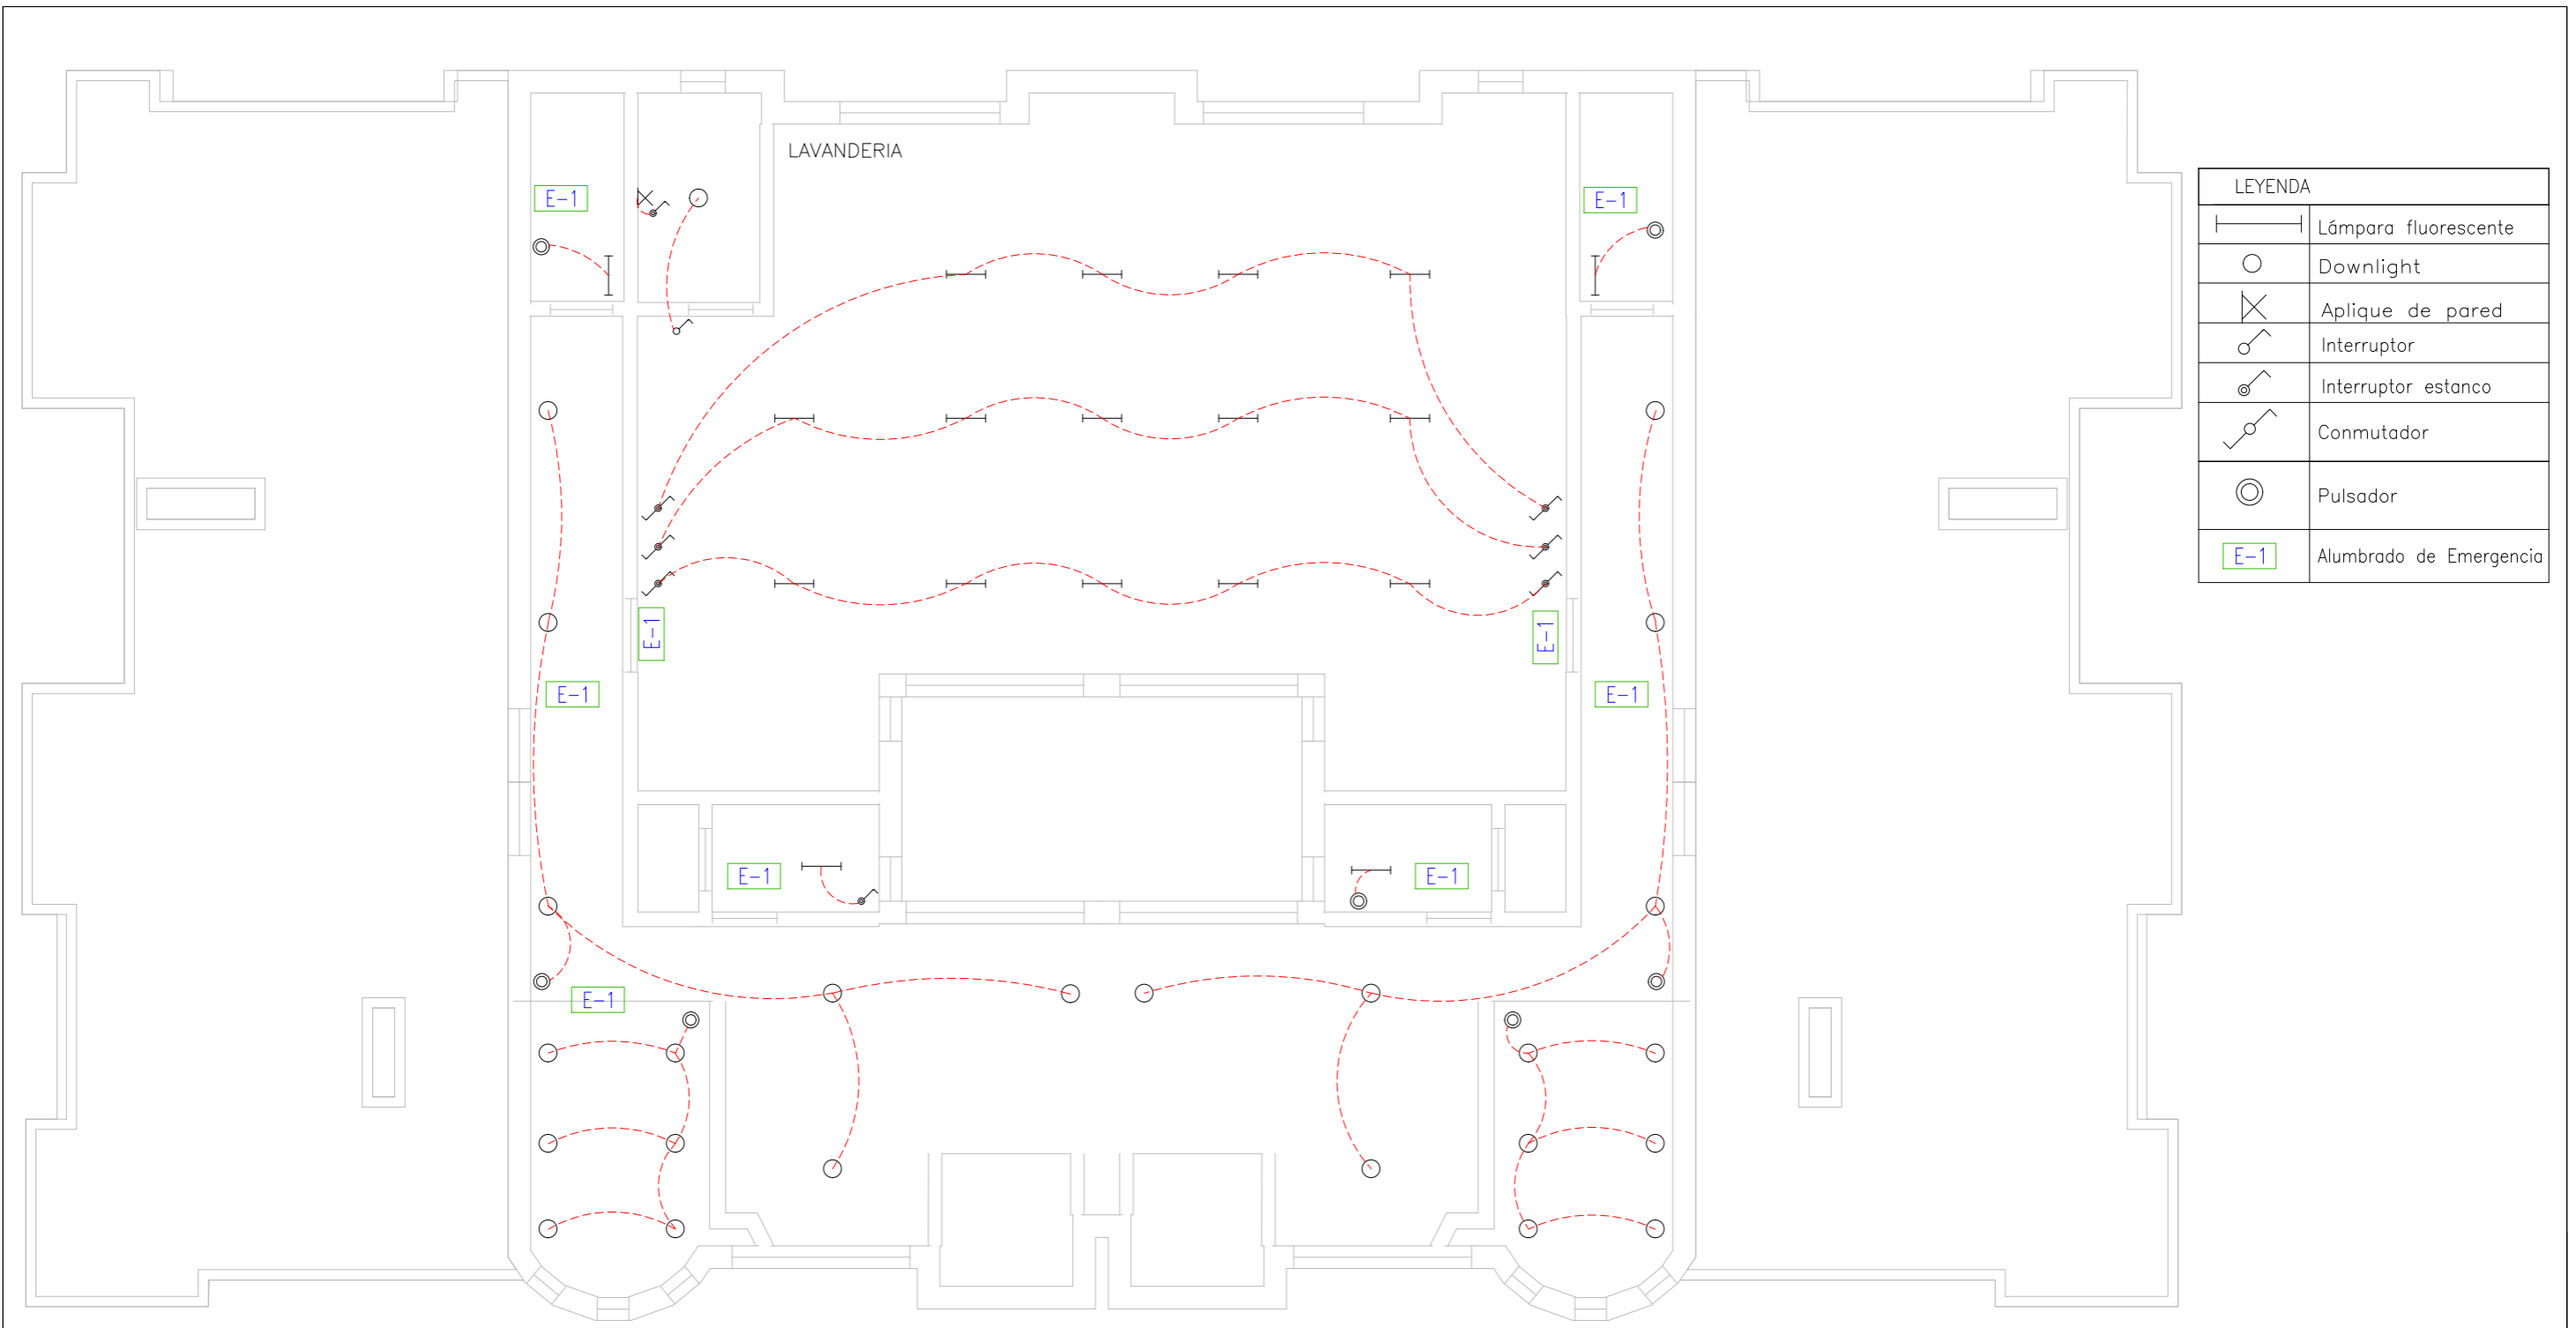 LAVANDERIA
E-1
E-1
E-1
E-1
E-1
E-1
E-1
E-1
E-1
LEYENDA
Lámpara fluorescente
Downlight
Aplique de pared
Interruptor
Interruptor estanco
Conmutador
Pulsador
E-1 Alumbrado de Emergencia